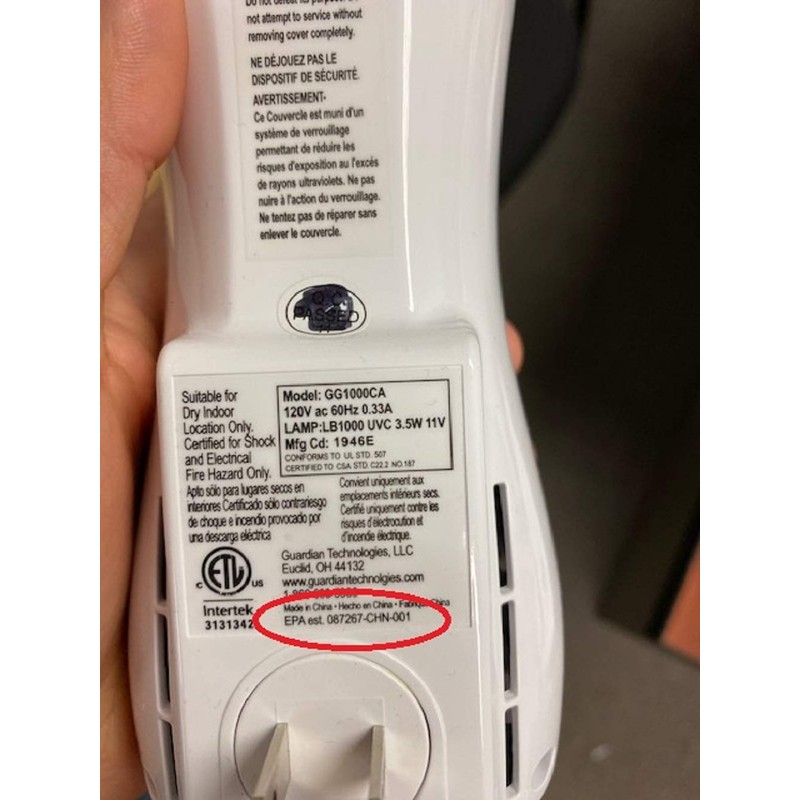 not attempt to service without
removing cover completely.
NE DÉJOUEZ PAS LE
DISPOSITIF DE SÉCURITÉ.
AVERTISSEMENT-
Ce Couvercle est muni d'un
système de verrouillage
permettant de réduire les
risques d'exposition au l'excés
de rayons ultraviolets. Ne pas
nuire à l'action du verrouillage.
Ne tentez pas de réparer sans
enlever le couvercle.
Q.C.
PASSED
Suitable for
Dry Indoor
Location Only.
Certified for Shock
and Electrical
Fire Hazard Only.
Model: GG1000CA
120V ac 60Hz 0.33A
LAMP:LB1000 UVC 3.5W 11V
Mfg Cd: 1946E
CONFORMS TO UL STD. 507
CERTIFIED TO CSA STD. C22.2 NO.187
Apto sólo para lugares secos en
interiores Certificado sólo contrariesgo
de choque e incendio provocado por
una descarga eléctrica
Convient uniquement aux
emplacements intérieurs secs.
Certifié uniquement contre les
risques d'électrocution et
d'incendie électrique.
Guardian Technologies, LLC
Euclid, OH 44132
www.guardiantechnolgies.com
C ETL US
Intertek
3131342
Made in China • Hecho en China •
EPA est. 087267-CHN-001